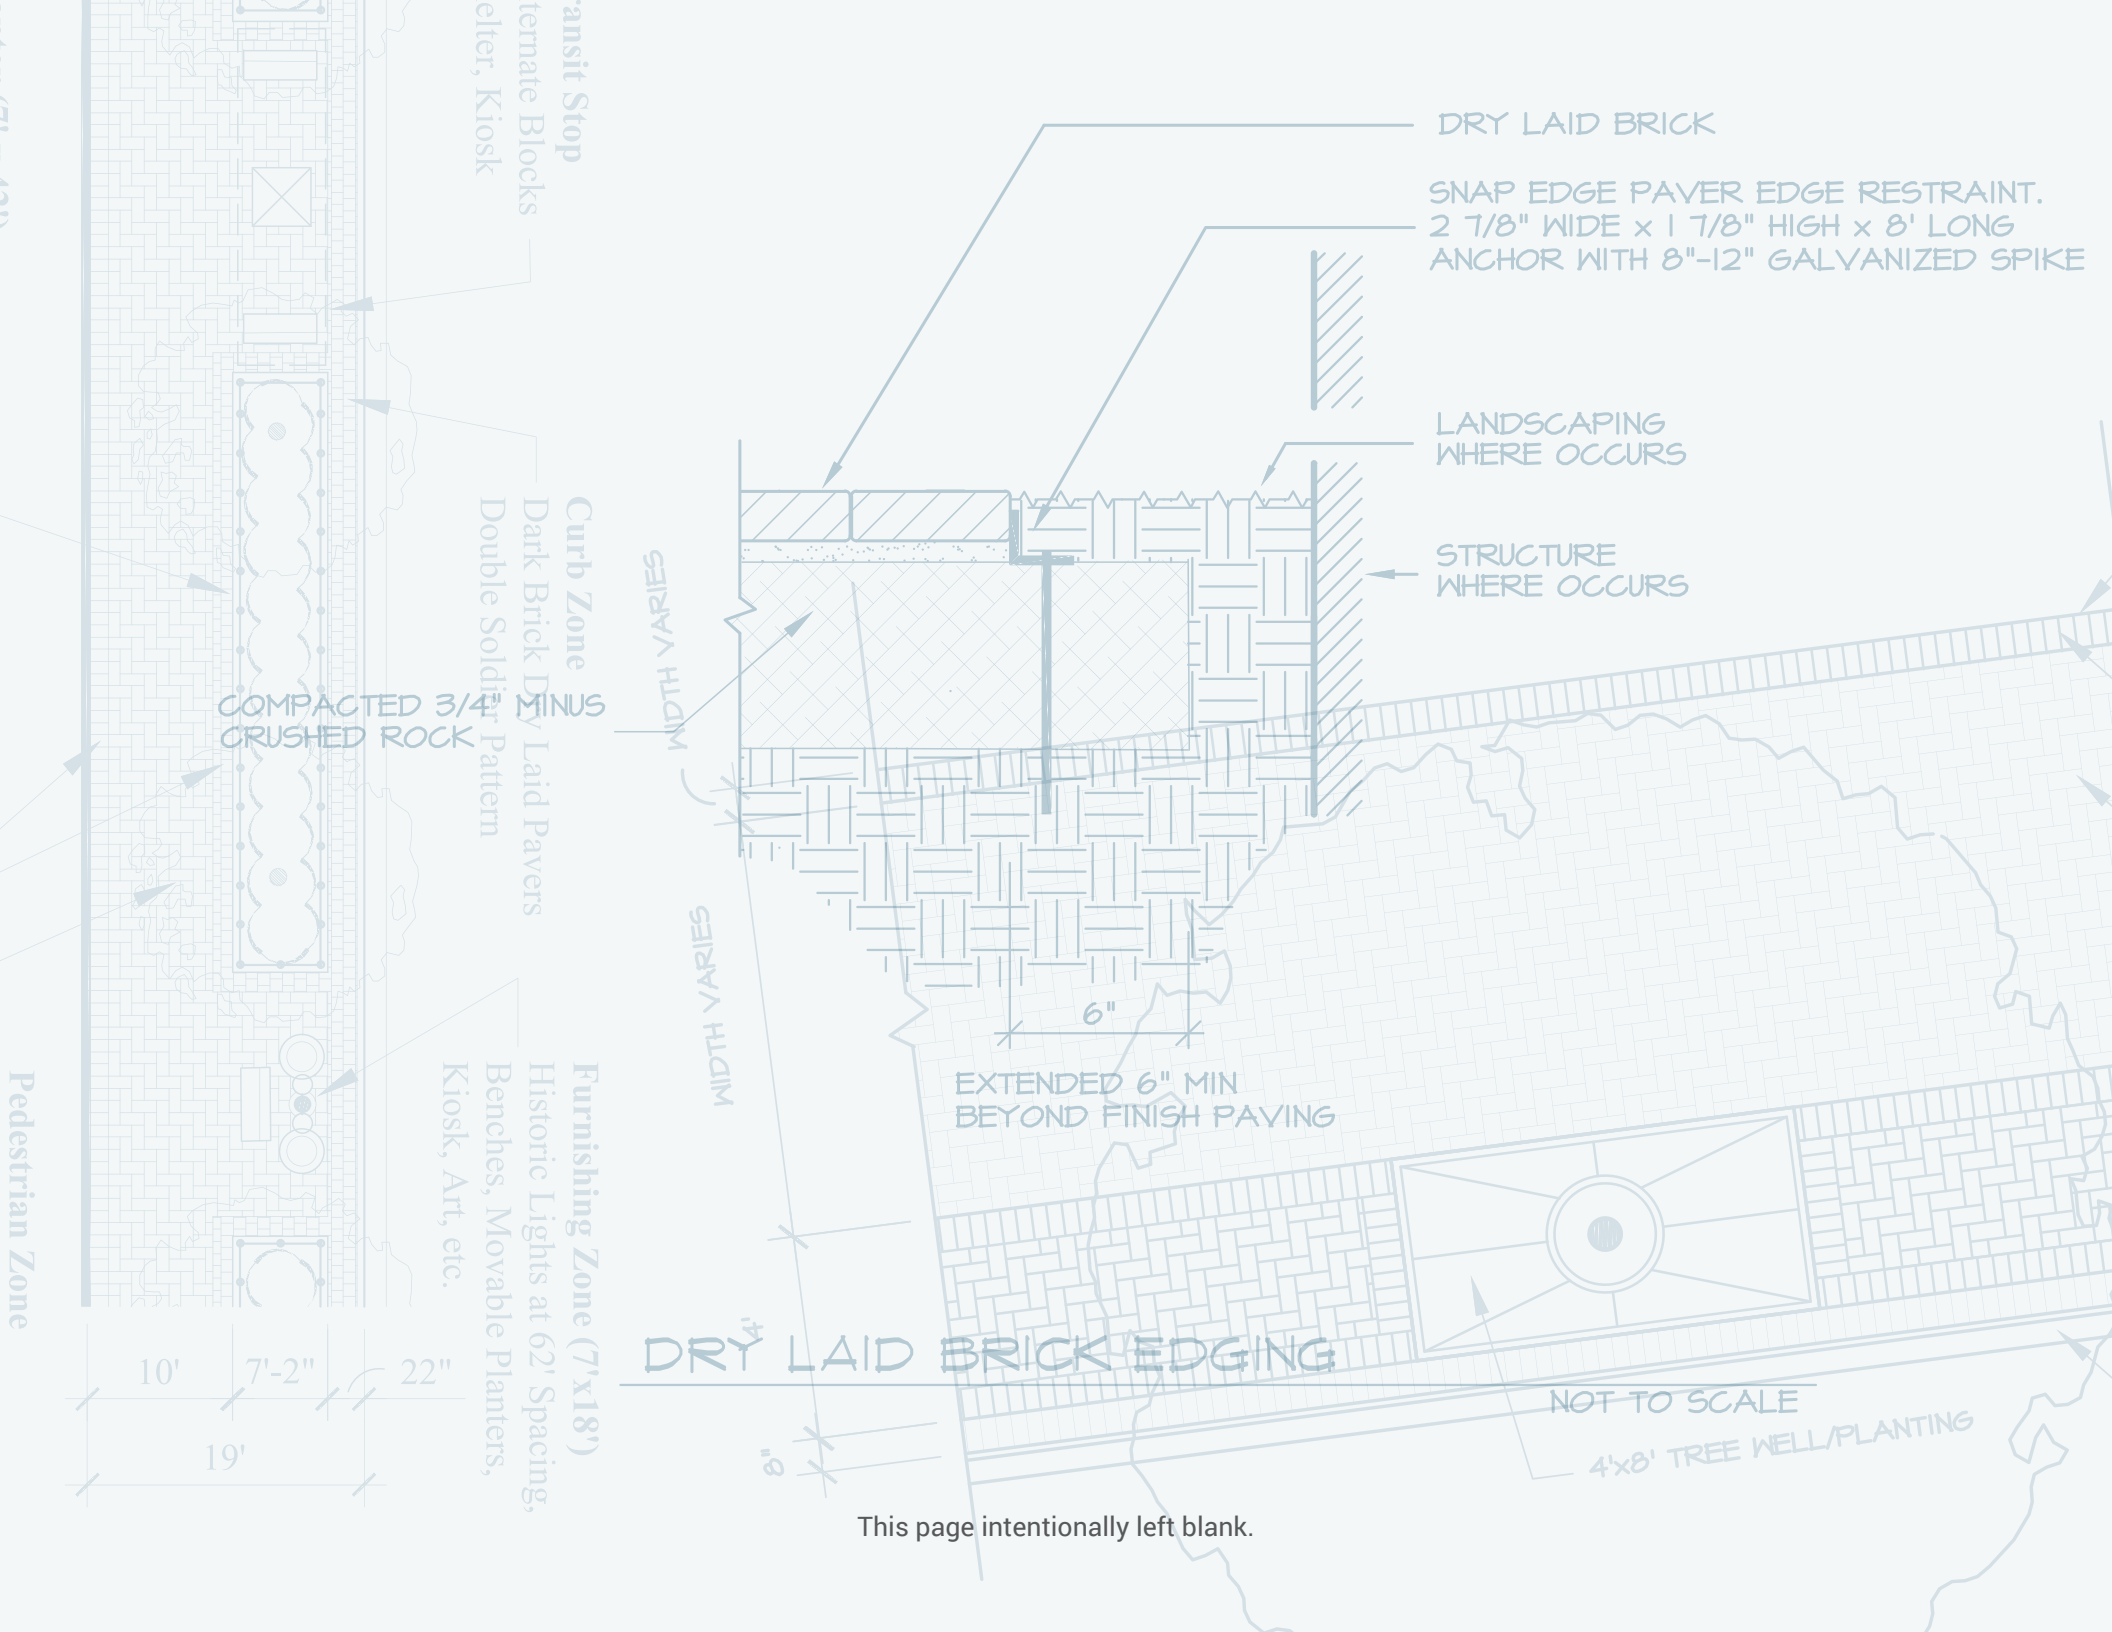 ransit Stop
ternate Blocks
elter, Kiosk
DRY LAID BRICK
SNAP EDGE PAVER EDGE RESTRAINT.
2 7/8" WIDE x 1 7/8" HIGH x 8' LONG
ANCHOR WITH 8"-12" GALVANIZED SPIKE
LANDSCAPING
WHERE OCCURS
STRUCTURE
WHERE OCCURS
Curb Zone
Dark Brick Dry Laid Pavers
Double Soldier Pattern
WIDTH VARIES
COMPACTED 3/4" MINUS
CRUSHED ROCK
WIDTH VARIES
6"
EXTENDED 6" MIN
BEYOND FINISH PAVING
Pedestrian Zone
Furnishing Zone (7'x18')
Historic Lights at 62' Spacing,
Benches, Movable Planters,
Kiosk, Art, etc.
4'
DRY LAID BRICK EDGING
NOT TO SCALE
10'
7'-2"
22"
19'
8"
4'x8' TREE WELL/PLANTING
This page intentionally left blank.